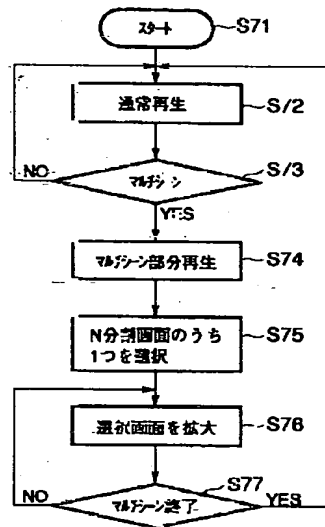 スタート S71
通常再生 S72
NO マルチシーン S73
YES
マルチシーン部分再生 S74
N分割画面のうち S75
1つを選択
選択画面を拡大 S76
S77
NO マルチシーン終了 YES